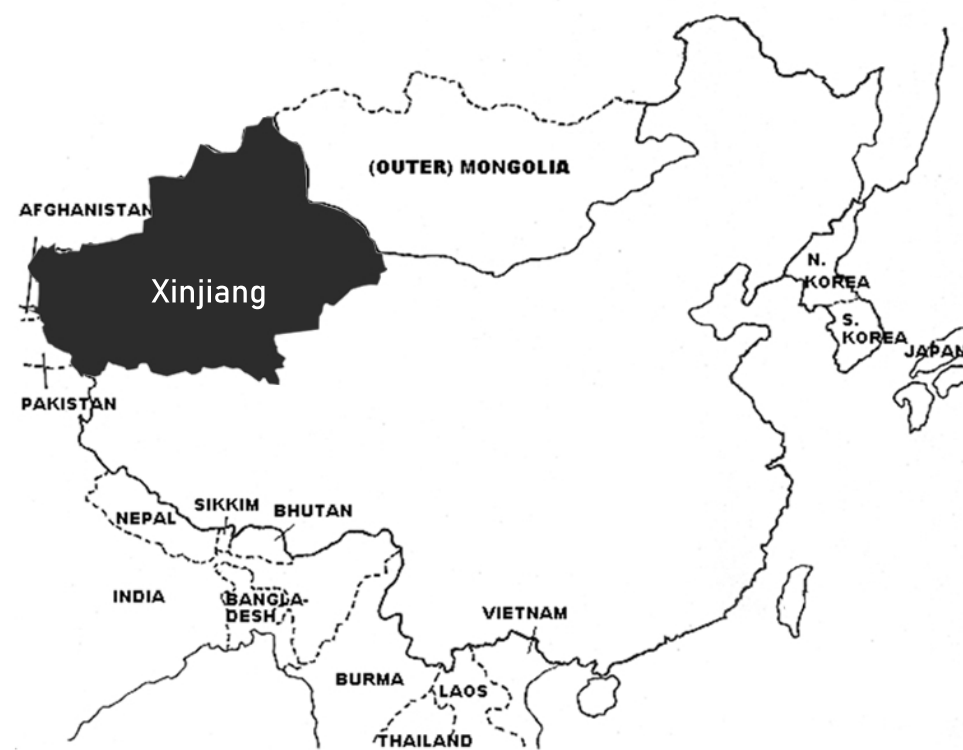 (OUTER) MONGOLIA
AFGHANISTAN
N.
KOREA
Xinjiang
S.
KOREA
JAPAN
PAKISTAN
SIKKIM
BHUTAN
NEPAL
INDIA
BANGLA-
DESH
VIETNAM
BURMA
LAOS
THAILAND